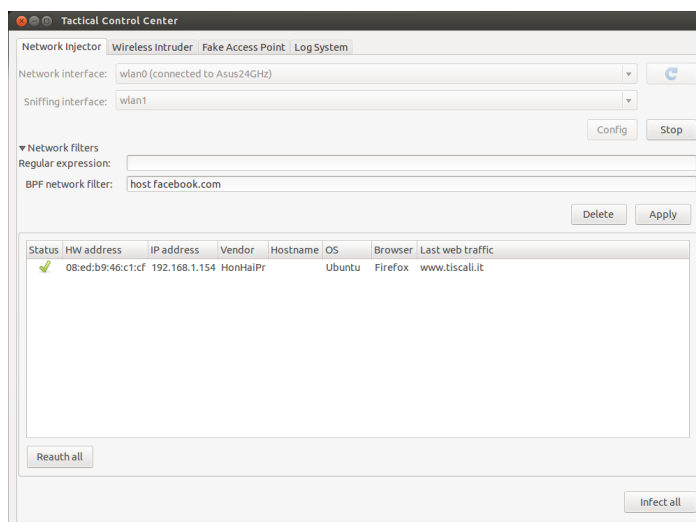 Tactical Control Center
Network Injector Wireless Intruder Fake Access Point Log System
Network interface: wlan0 (connected to Asus24GHz)
Sniffing interface: wlan1
Config Stop
Network filters
Regular expression:
BPF network filter: host facebook.com
Delete Apply
Status HW address IP address Vendor Hostname OS Browser Last web traffic
08:ed:b9:46:c1:cf 192.168.1.154 HonHaiPr Ubuntu Firefox www.tiscali.it
Reauth all
Infect all